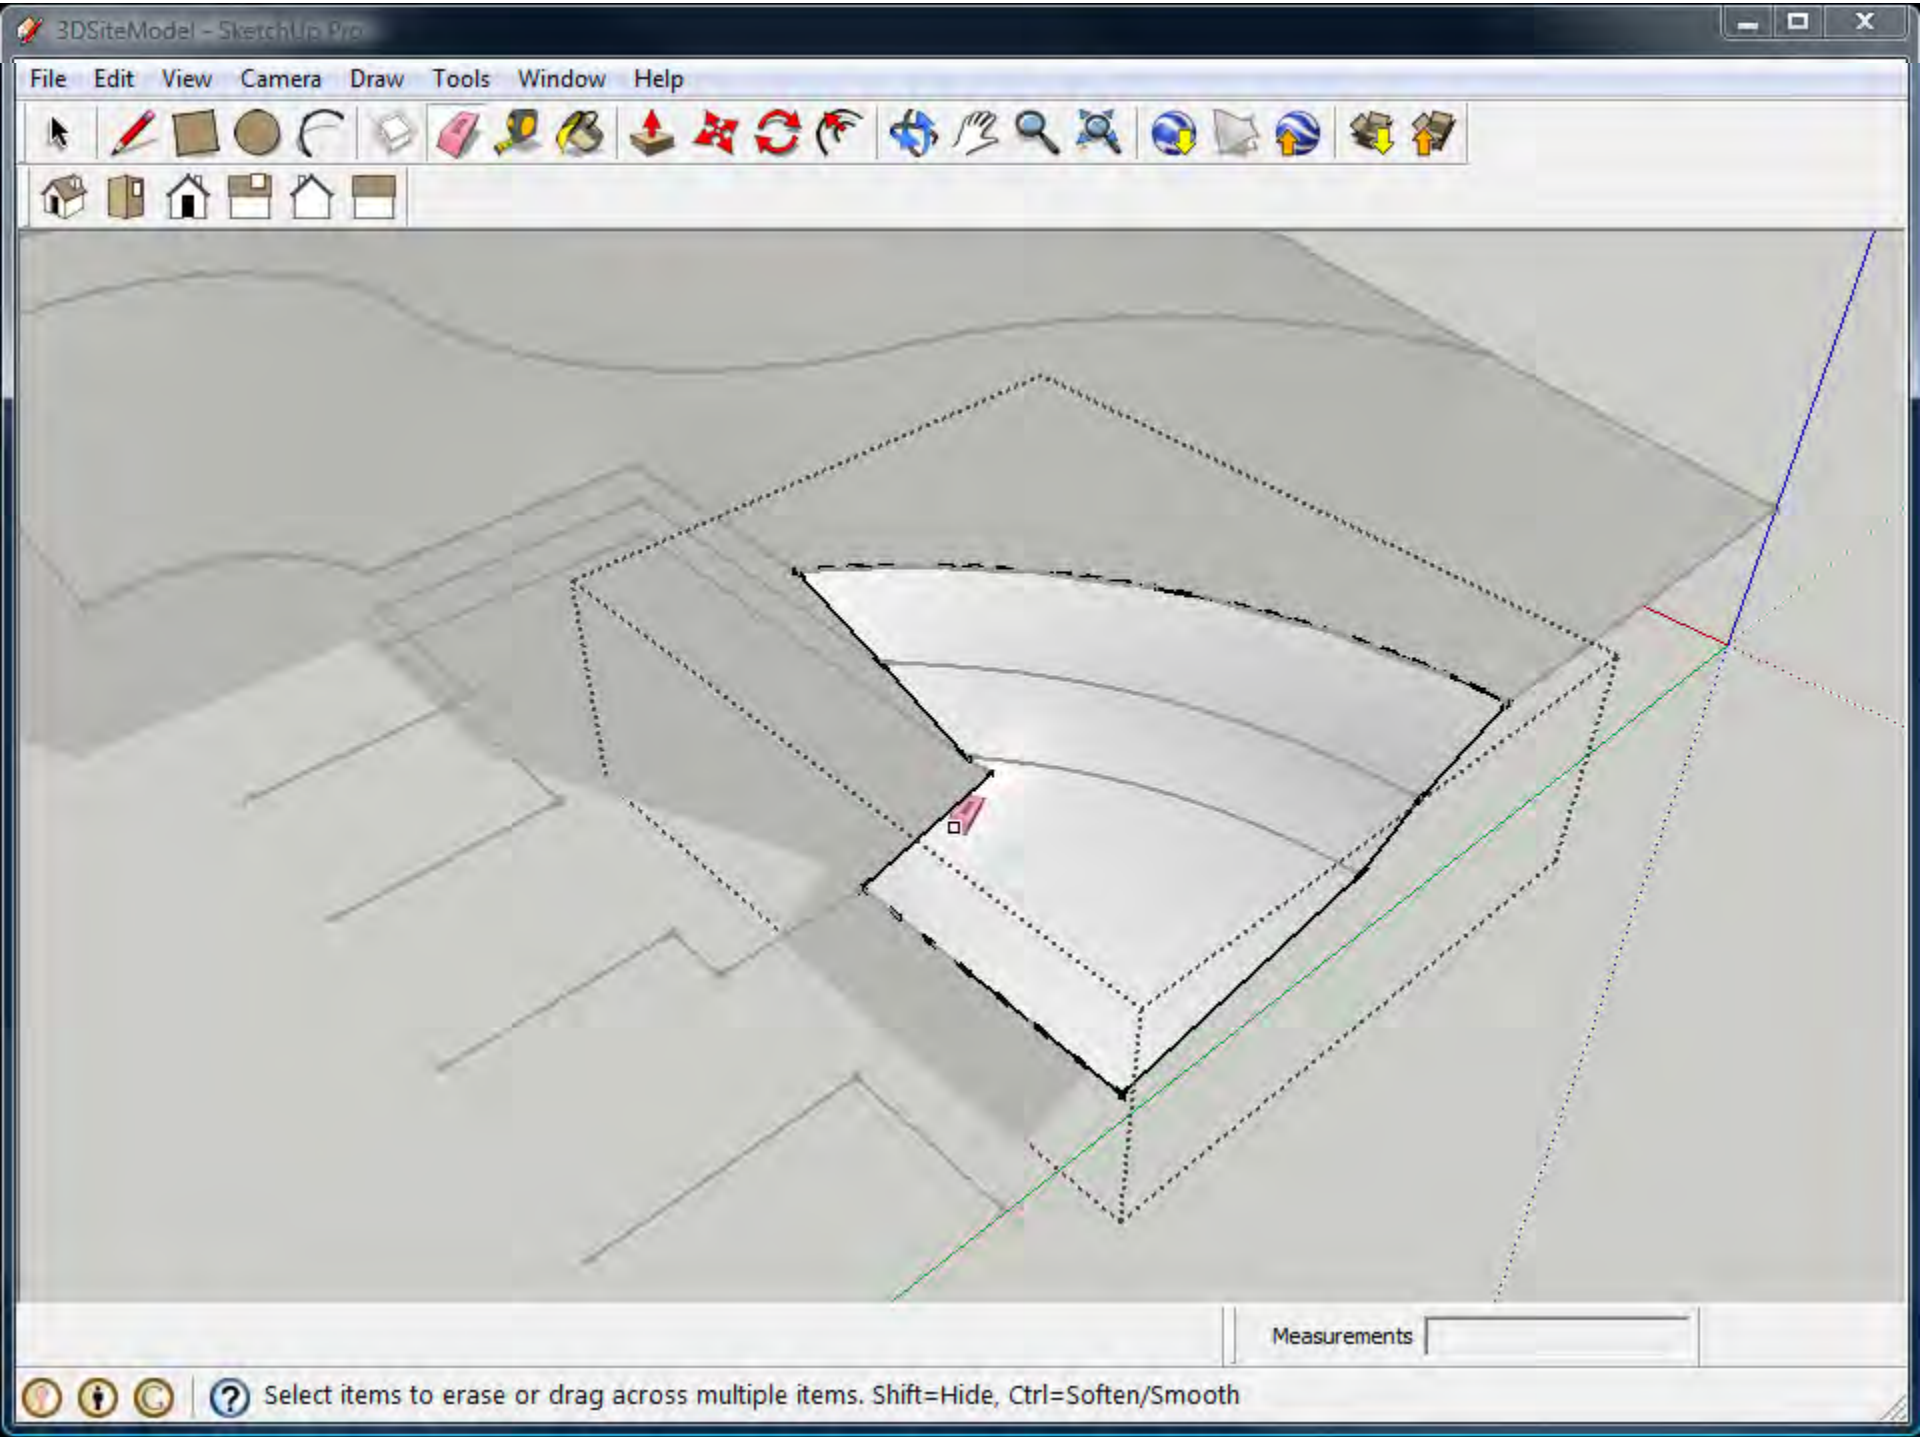 3DSiteModel - SketchUp Pro
File Edit View Camera Draw Tools Window Help
Measurements
Select items to erase or drag across multiple items. Shift=Hide, Ctrl=Soften/Smooth